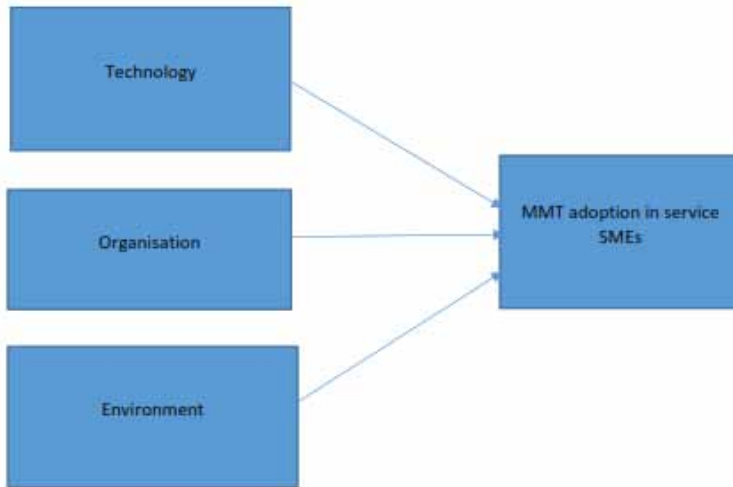 Technology
Organisation
Environment
MMT adoption in service
SMEs